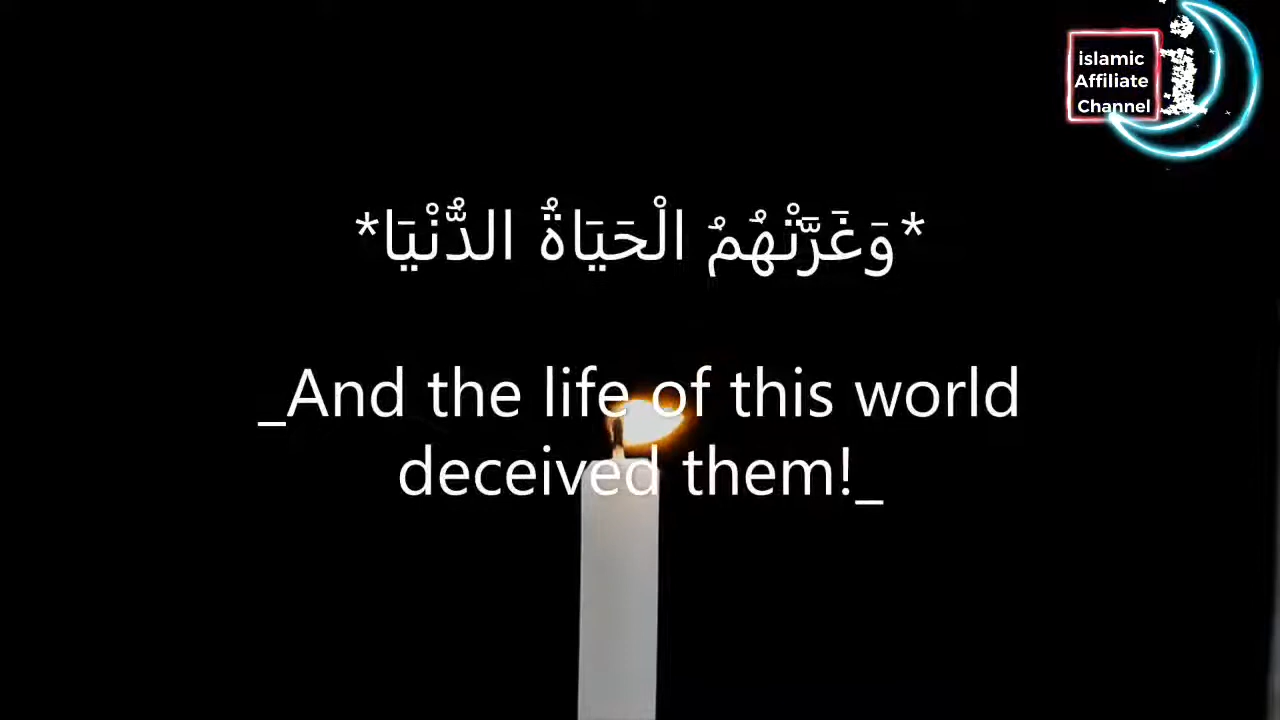 islamic
Affiliate
Channel
*وَغَرَّتْهُمُ الْحَيَاةُ الدُّنْيَا*
_And the life of this world
deceived them!_